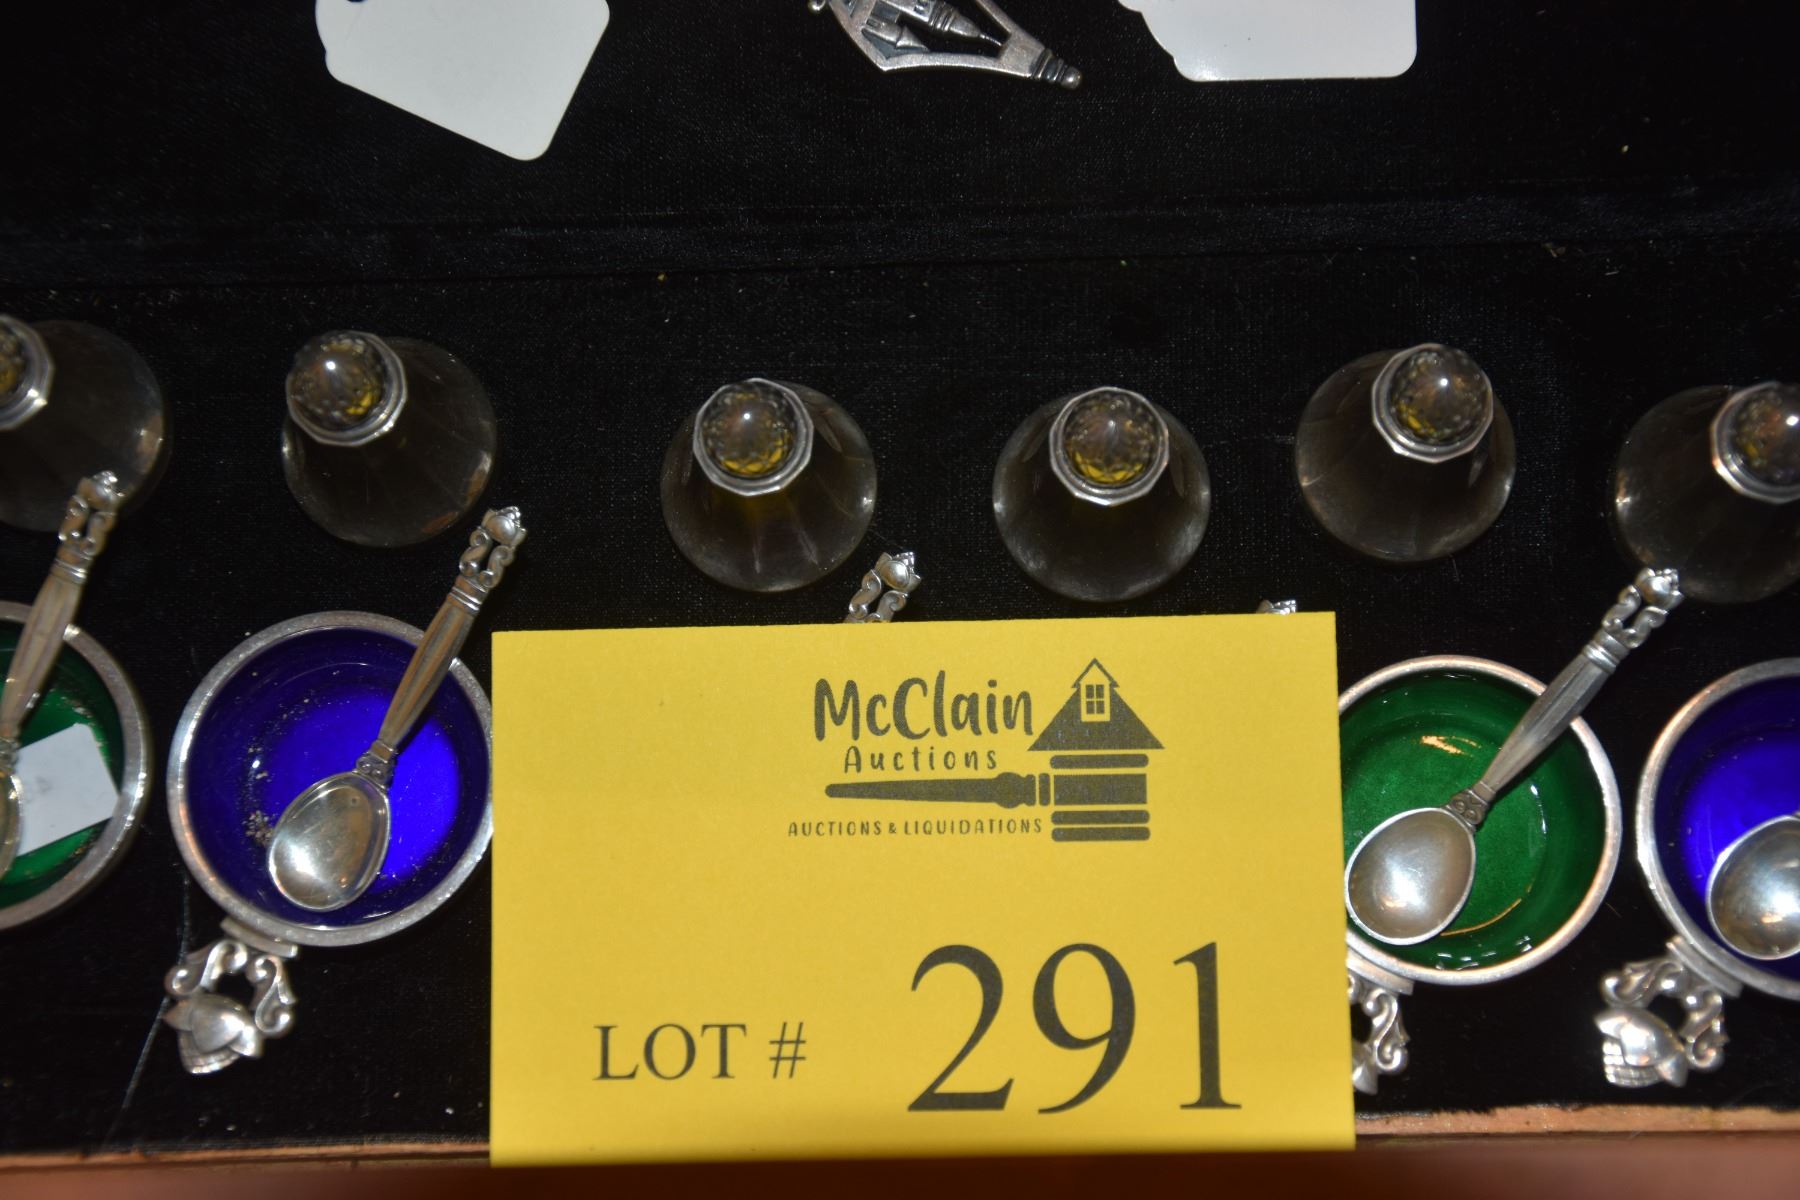 McClain
Auctions
AUCTIONS & LIQUIDATIONS
LOT # 291